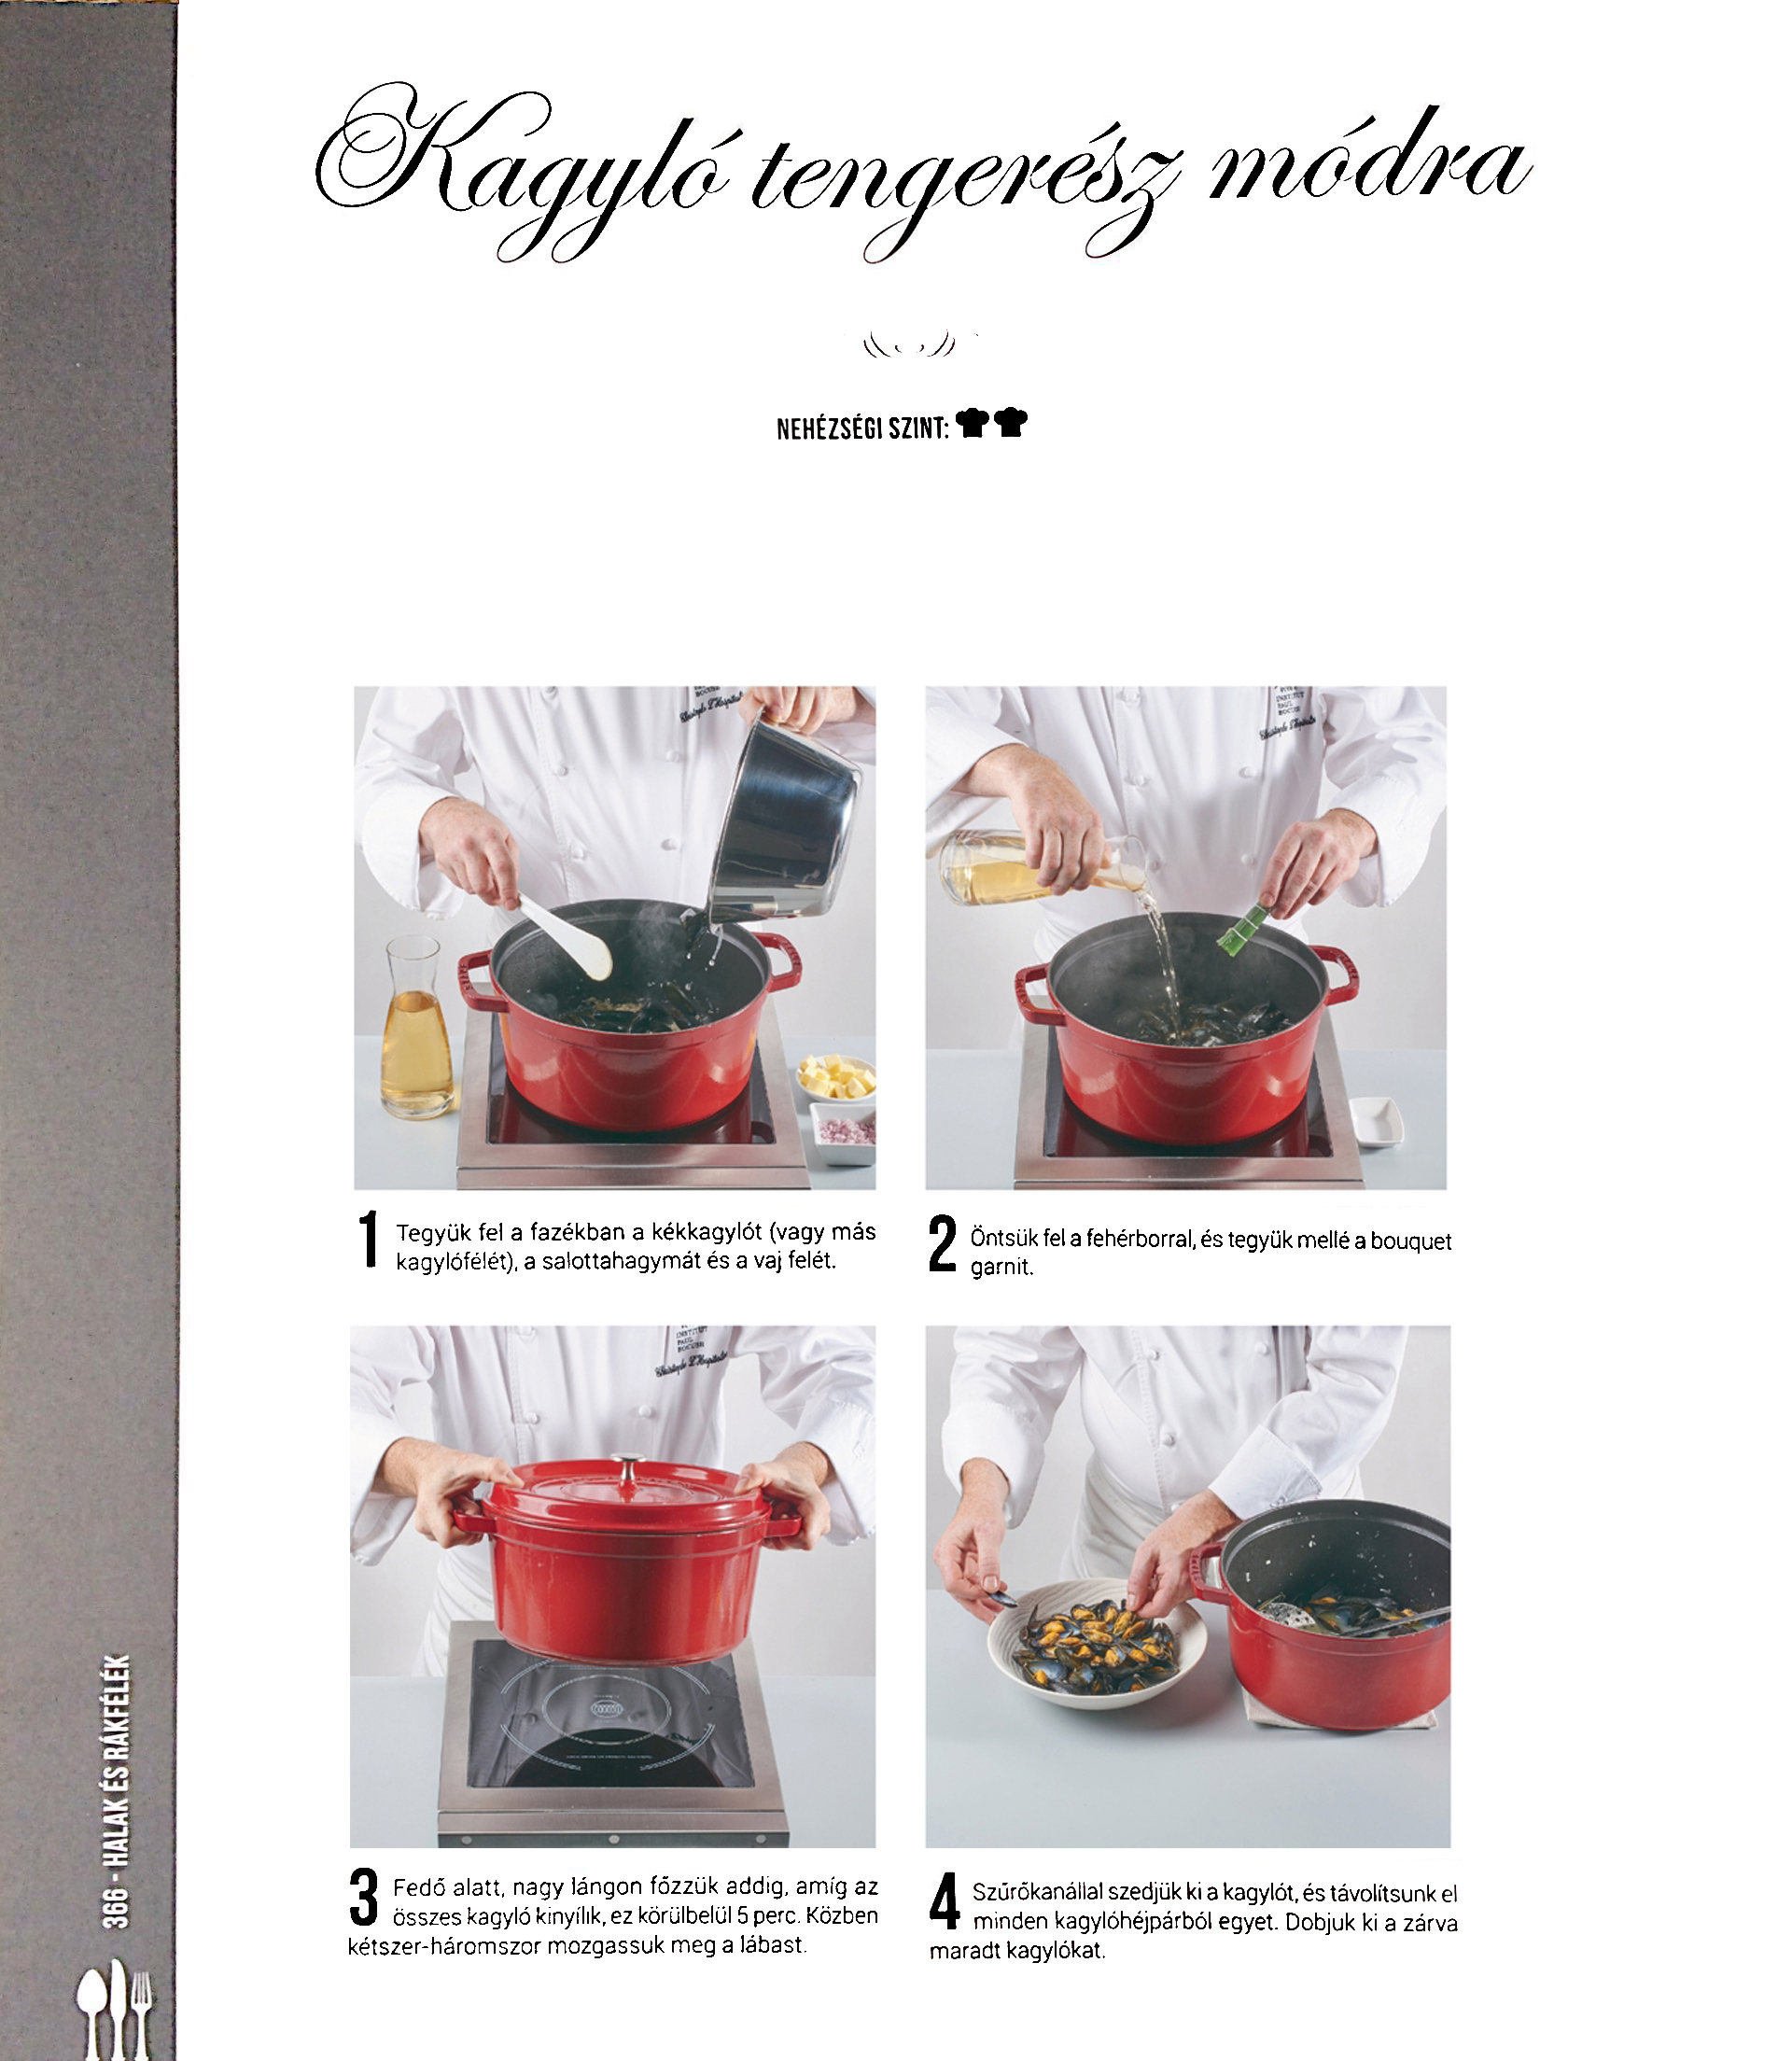 Kagyló tengerész módra
NEHÉZSÉGI SZINT:
1 Tegyük fel a fazékban a kékkagylót (vagy más
kagylófélét), a salottahagymát és a vaj felét.
2 Öntsük fel a fehérborral, és tegyük mellé a bouquet
garnit.
INSTITUT
PAUL
BOCUSE
3 Fedő alatt, nagy lángon főzzük addig, amíg az
összes kagyló kinyílik, ez körülbelül 5 perc. Közben
kétszer-háromszor mozgassuk meg a lábast.
4 Szűrőkanállal szedjük ki a kagylót, és távolítsunk el
minden kagylóhéjpárból egyet. Dobjuk ki a zárva
maradt kagylókat.
366 - HALAK ÉS RÁKFÉLÉK